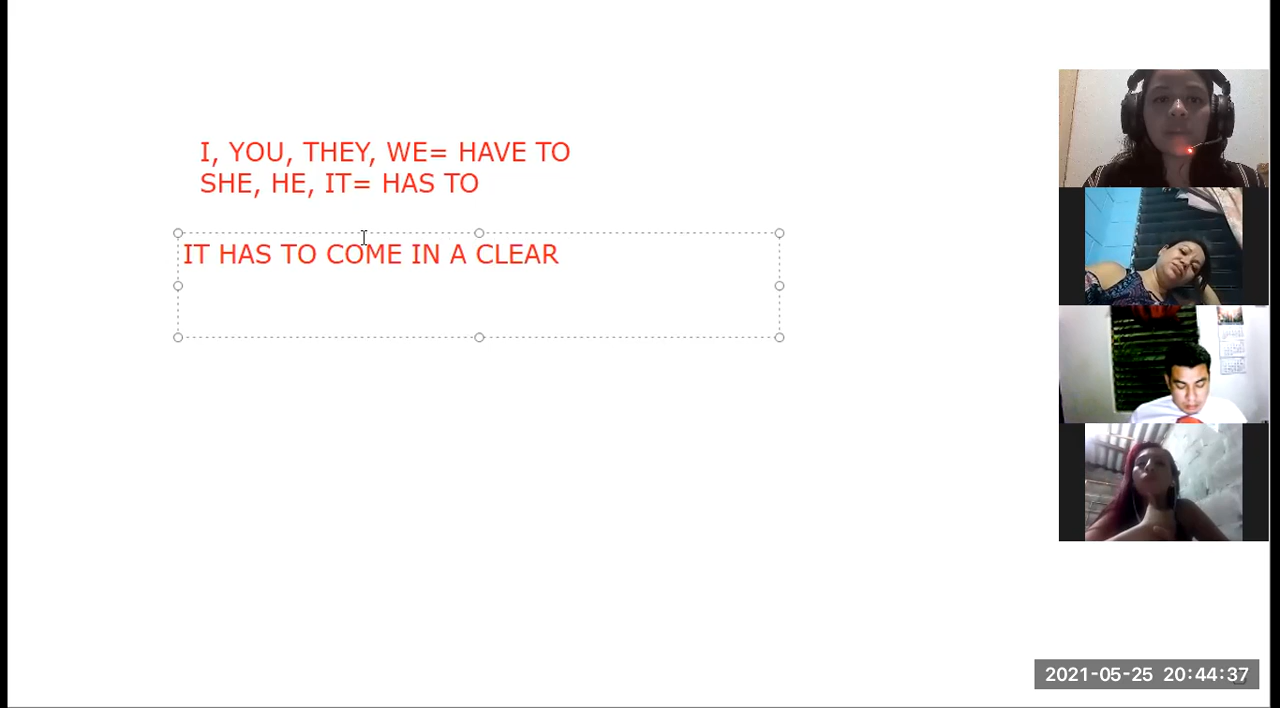 I, YOU, THEY, WE= HAVE TO
SHE, HE, IT= HAS TO
IT HAS TO COME IN A CLEAR
2021-05-25 20:44:37